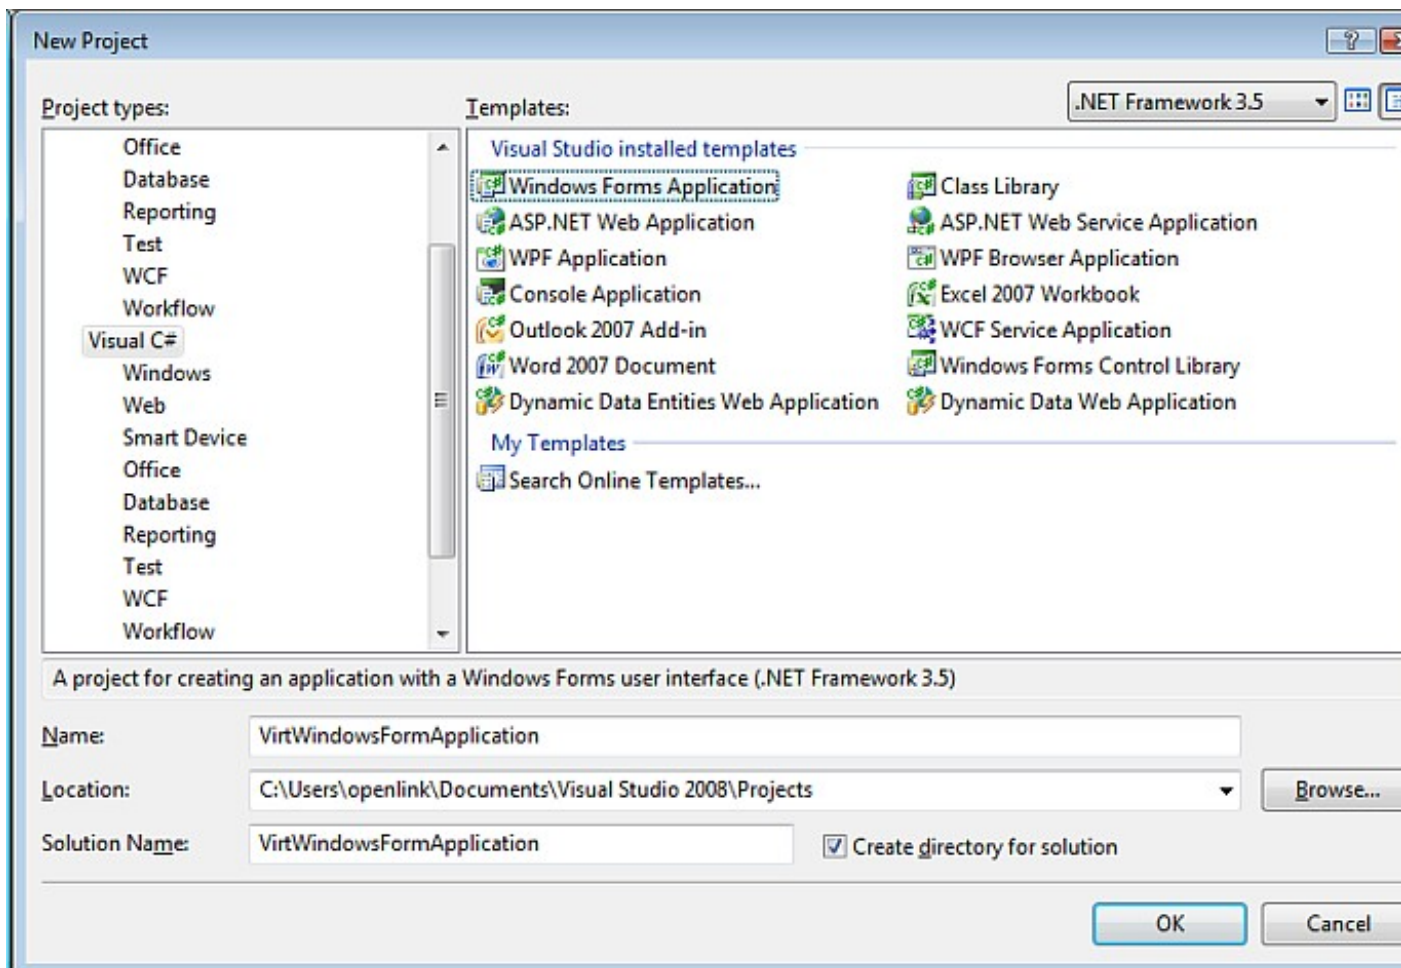 New Project
Project types:
Templates:
.NET Framework 3.5
Office
Database
Reporting
Test
WCF
Workflow
Visual C#
Windows
Web
Smart Device
Office
Database
Reporting
Test
WCF
Workflow
Visual Studio installed templates
Windows Forms Application
Class Library
ASP.NET Web Application
ASP.NET Web Service Application
WPF Application
WPF Browser Application
Console Application
Excel 2007 Workbook
Outlook 2007 Add-in
WCF Service Application
Word 2007 Document
Windows Forms Control Library
Dynamic Data Entities Web Application
Dynamic Data Web Application
My Templates
Search Online Templates...
A project for creating an application with a Windows Forms user interface (.NET Framework 3.5)
Name:
VirtWindowsFormApplication
Location:
C:\Users\openlink\Documents\Visual Studio 2008\Projects
Browse...
Solution Name:
VirtWindowsFormApplication
Create directory for solution
OK
Cancel